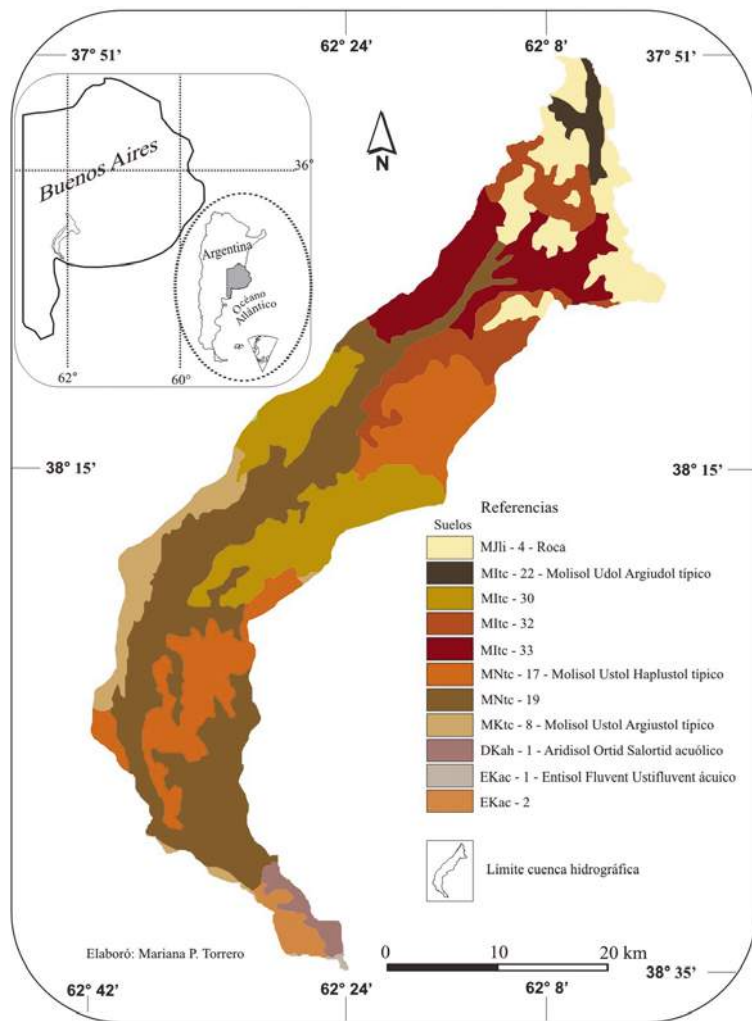 62° 24’
62° 8’
37° 51’
37° 51’
Buenos Aires
36°
N
Argentina
Océano
Atlántico
62°
60°
38° 15’
38° 15’
Referencias
Suelos
MJli - 4 - Roca
MItc - 22 - Molisol Udol Argiudol típico
MItc - 30
MItc - 32
MItc - 33
MNtc - 17 - Molisol Ustol Haplustol típico
MNtc - 19
MKtc - 8 - Molisol Ustol Argiustol típico
DKah - 1 - Aridisol Ortid Salortid acuólico
EKac - 1 - Entisol Fluvent Ustifluvent ácuico
EKac - 2
Límite cuenca hidrográfica
Elaboró: Mariana P. Torrero
0 10 20 km
38° 35’
62° 42’
62° 24’
62° 8’